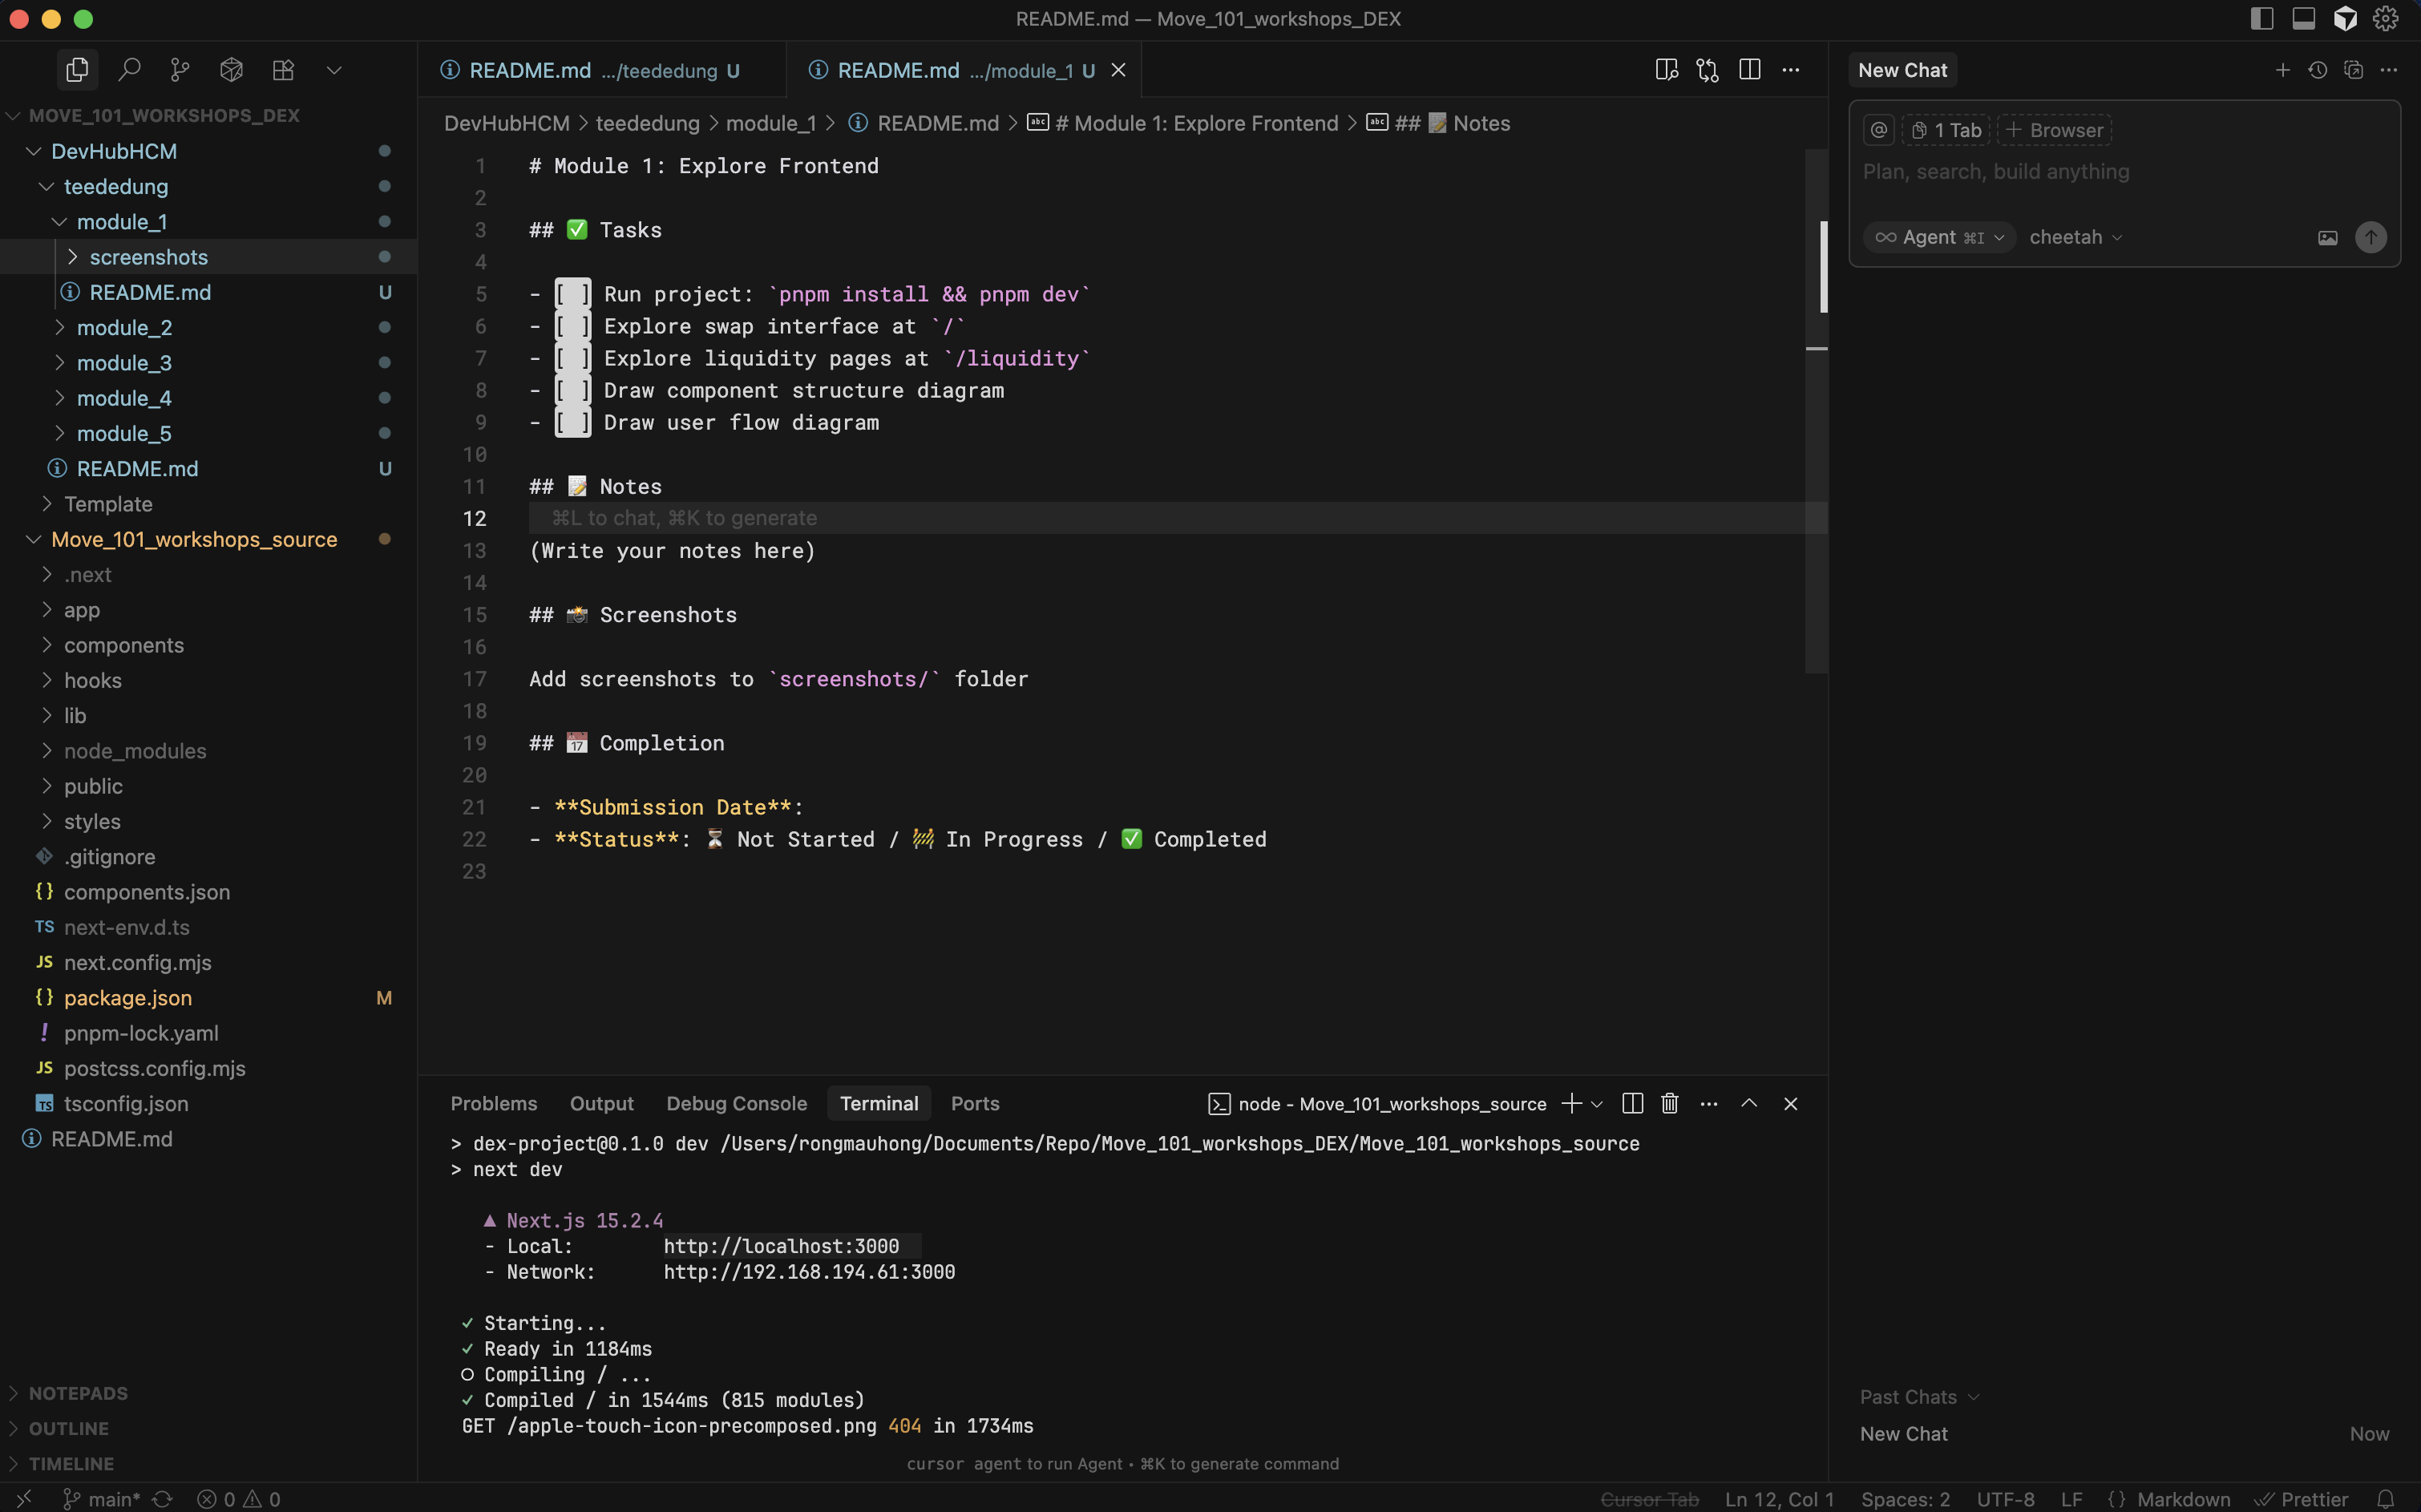 README.md — Move_101_workshops_DEX
README.md .../teededung U
README.md .../module_1 U
New Chat
MOVE_101_WORKSHOPS_DEX
DevHubHCM
teededung
module_1
screenshots
README.md U
module_2
module_3
module_4
module_5
README.md U
Template
Move_101_workshops_source
.next
app
components
hooks
lib
node_modules
public
styles
.gitignore
{} components.json
TS next-env.d.ts
JS next.config.mjs
{} package.json M
! pnpm-lock.yaml
JS postcss.config.mjs
TS tsconfig.json
README.md
NOTEPADS
OUTLINE
TIMELINE
DevHubHCM > teededung > module_1 > README.md > # Module 1: Explore Frontend > ## 📝 Notes
1 # Module 1: Explore Frontend
2
3 ## ✅ Tasks
4
5 - [ ] Run project: `pnpm install && pnpm dev`
6 - [ ] Explore swap interface at `/`
7 - [ ] Explore liquidity pages at `/liquidity`
8 - [ ] Draw component structure diagram
9 - [ ] Draw user flow diagram
10
11 ## 📝 Notes
12 ⌘L to chat, ⌘K to generate
13 (Write your notes here)
14
15 ## 📸 Screenshots
16
17 Add screenshots to `screenshots/` folder
18
19 ## 📅 Completion
20
21 - **Submission Date**:
22 - **Status**: ⏳ Not Started / 🚧 In Progress / ✅ Completed
23
Problems Output Debug Console Terminal Ports
node - Move_101_workshops_source
> dex-project@0.1.0 dev /Users/rongmauhong/Documents/Repo/Move_101_workshops_DEX/Move_101_workshops_source
> next dev
▲ Next.js 15.2.4
- Local: http://localhost:3000
- Network: http://192.168.194.61:3000
✓ Starting...
✓ Ready in 1184ms
○ Compiling / ...
✓ Compiled / in 1544ms (815 modules)
GET /apple-touch-icon-precomposed.png 404 in 1734ms
cursor agent to run Agent • ⌘K to generate command
@ 1 Tab + Browser
Plan, search, build anything
∞ Agent ⌘I cheetah
Past Chats
New Chat Now
main* 0 0
Cursor Tab Ln 12, Col 1 Spaces: 2 UTF-8 LF {} Markdown Prettier